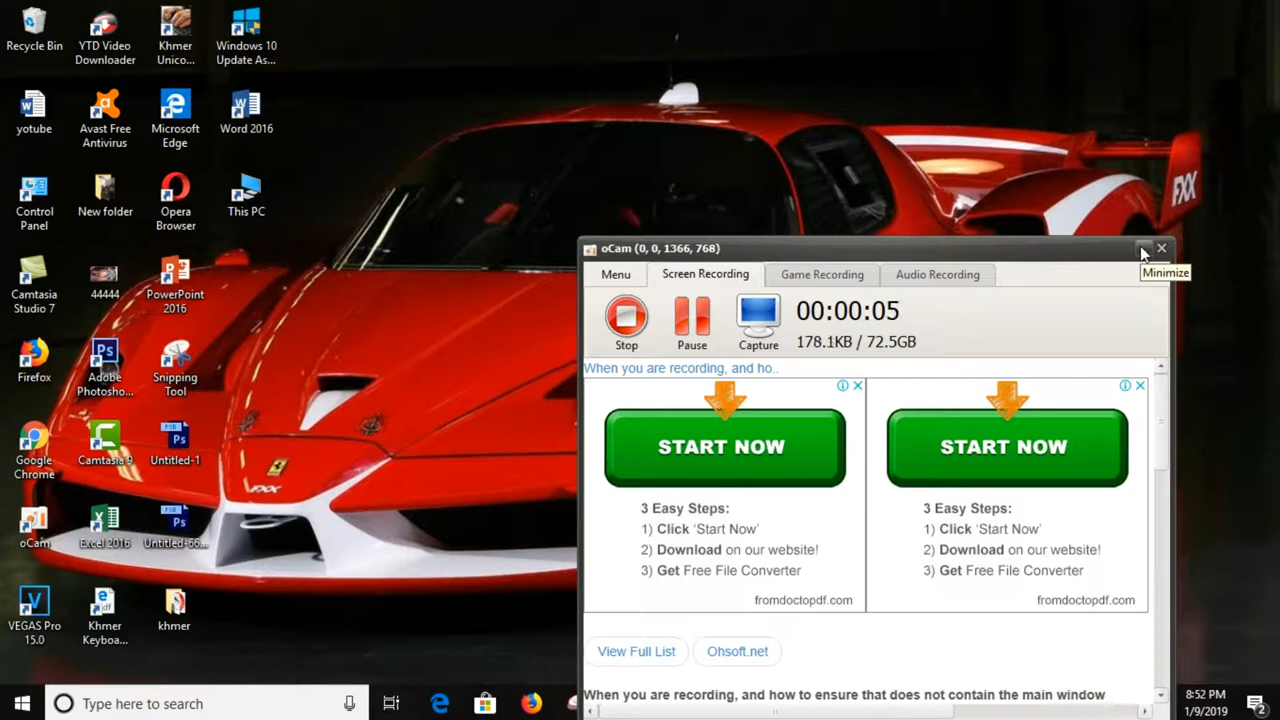 Recycle Bin
YTD Video
Downloader
Khmer
Unico...
Windows 10
Update As...
yotube
Avast Free
Antivirus
Microsoft
Edge
Word 2016
Control
Panel
New folder
Opera
Browser
This PC
Camtasia
Studio 7
44444
PowerPoint
2016
Firefox
Ps
Adobe
Photosho...
Snipping
Tool
Google
Chrome
Camtasia 9
PSD
Ps
Untitled-1
oCam
Excel 2016
PSD
Ps
Untitled-66...
VEGAS Pro
15.0
Khmer
Keyboa...
khmer
FXX
FXX
oCam (0, 0, 1366, 768)
Minimize
Menu
Screen Recording
Game Recording
Audio Recording
Stop
Pause
Capture
00:00:05
178.1KB / 72.5GB
When you are recording, and ho..
START NOW
3 Easy Steps:
1) Click 'Start Now'
2) Download on our website!
3) Get Free File Converter
fromdoctopdf.com
START NOW
3 Easy Steps:
1) Click 'Start Now'
2) Download on our website!
3) Get Free File Converter
fromdoctopdf.com
View Full List
Ohsoft.net
When you are recording, and how to ensure that does not contain the main window
Type here to search
8:52 PM
1/9/2019
2